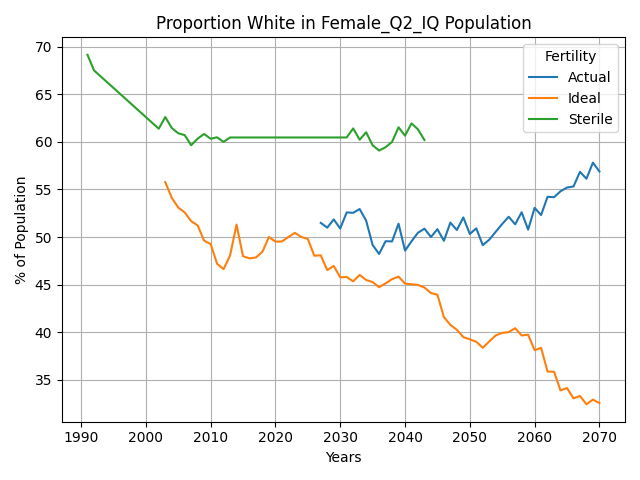 Proportion White in Female_Q2_IQ Population
Fertility
Actual
Ideal
Sterile
% of Population
70
65
60
55
50
45
40
35
1990 2000 2010 2020 2030 2040 2050 2060 2070
Years